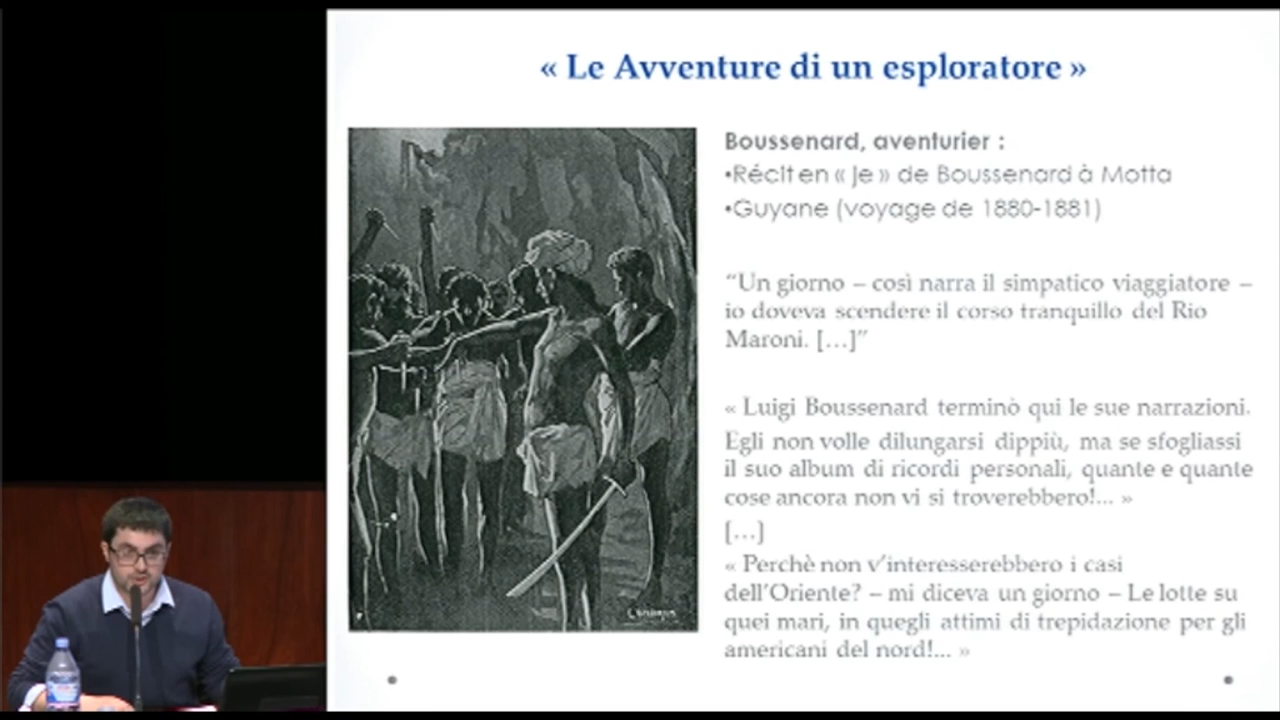 « Le Avventure di un esploratore »
Boussenard, aventurier :
•Récit en « Je » de Boussenard à Motta
•Guyane (voyage de 1880-1881)
“Un giorno – così narra il simpatico viaggiatore –
io doveva scendere il corso tranquillo del Rio
Maroni. […]”
« Luigi Boussenard terminò qui le sue narrazioni.
Egli non volle dilungarsi dippiù, ma se sfogliassi
il suo album di ricordi personali, quante e quante
cose ancora non vi si troverebbero!... »
[…]
« Perchè non v’interesserebbero i casi
dell’Oriente? – mi diceva un giorno – Le lotte su
quei mari, in quegli attimi di trepidazione per gli
americani del nord!... »